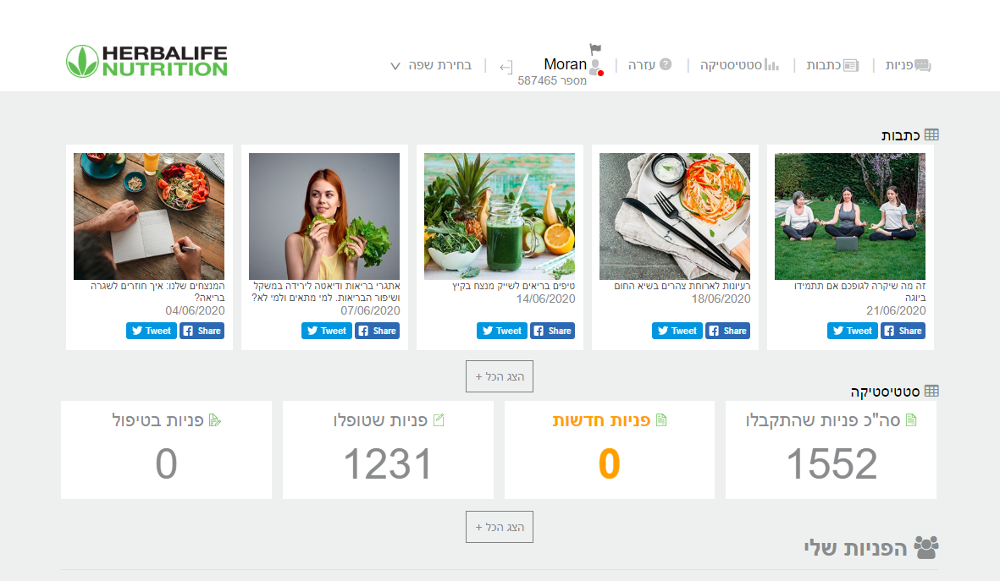 HERBALIFE
NUTRITION
פניות
כתבות
סטטיסטיקה
עזרה
Moran
מספר 587465
בחירת שפה
כתבות
זה מה שיקרה לגופכם אם תתמידו
ביוגה
21/06/2020
Tweet
Share
רעיונות לארוחת צהרים בשיא החום
18/06/2020
Tweet
Share
טיפים בריאים לשייק מנצח בקיץ
14/06/2020
Tweet
Share
אתגרי בריאות ודיאטה לירידה במשקל
ושיפור הבריאות. למי מתאים ולמי לא?
07/06/2020
Tweet
Share
המנצחים שלנו: איך חוזרים לשגרה
בריאה?
04/06/2020
Tweet
Share
הצג הכל +
סטטיסטיקה
סה"כ פניות שהתקבלו
1552
פניות חדשות
0
פניות שטופלו
1231
פניות בטיפול
0
הצג הכל +
הפניות שלי